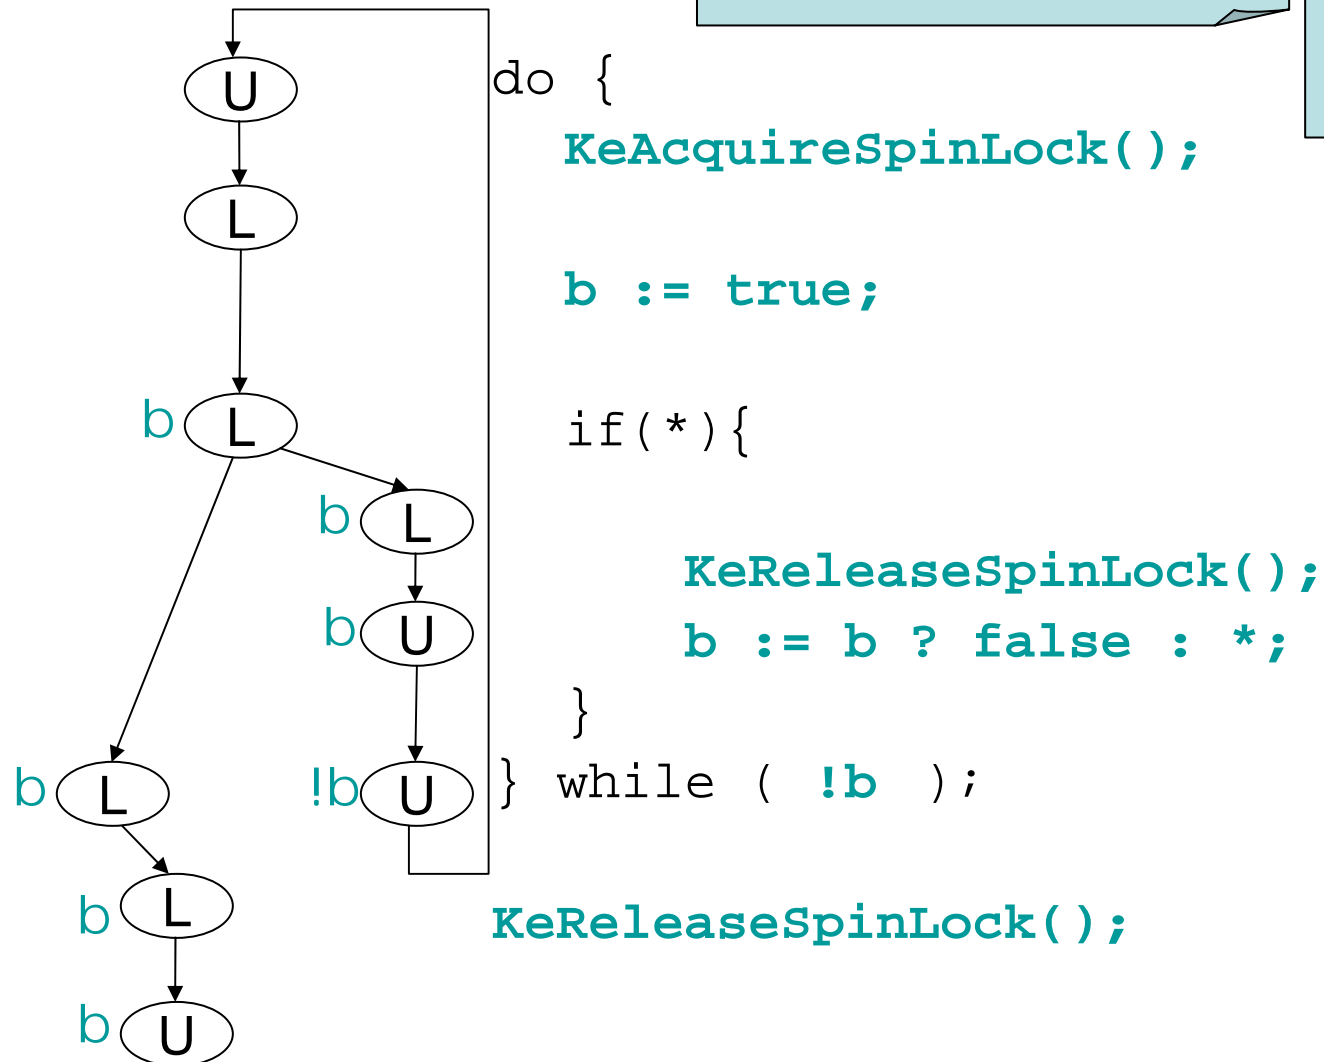 U do {
KeAcquireSpinLock();
L
b := true;
b L if(*){
b L
KeReleaseSpinLock();
b U b := b ? false : *;
}
b L !b U } while ( !b );
b L KeReleaseSpinLock();
b U